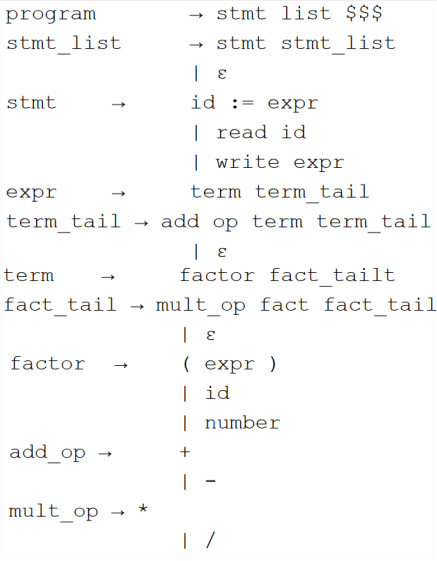 program → stmt list $$$
stmt_list → stmt stmt_list
| ε
stmt → id := expr
| read id
| write expr
expr → term term_tail
term_tail → add op term term_tail
| ε
term → factor fact_tailt
fact_tail → mult_op fact fact_tail
| ε
factor → ( expr )
| id
| number
add_op → +
| -
mult_op → *
| /